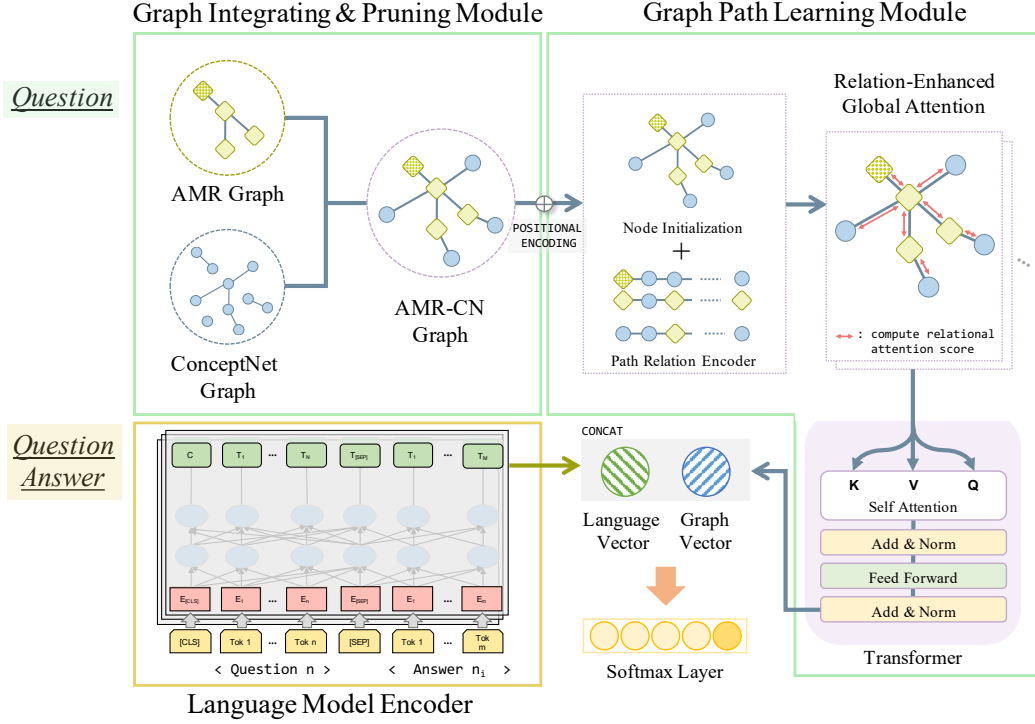 Graph Integrating & Pruning Module
Graph Path Learning Module
Question
AMR Graph
ConceptNet
Graph
AMR-CN
Graph
POSITIONAL
ENCODING
Node Initialization
+
Path Relation Encoder
Relation-Enhanced
Global Attention
: compute relational
attention score
Question
Answer
C T1 ... TN T[SEP] T1 ... TM
E[CLS] E1 ... En E[SEP] E1 ... Em
[CLS] Tok 1 ... Tok n [SEP] Tok 1 ... Tok m
< Question n > < Answer ni >
Language Model Encoder
CONCAT
Language
Vector
Graph
Vector
Softmax Layer
K V Q
Self Attention
Add & Norm
Feed Forward
Add & Norm
Transformer